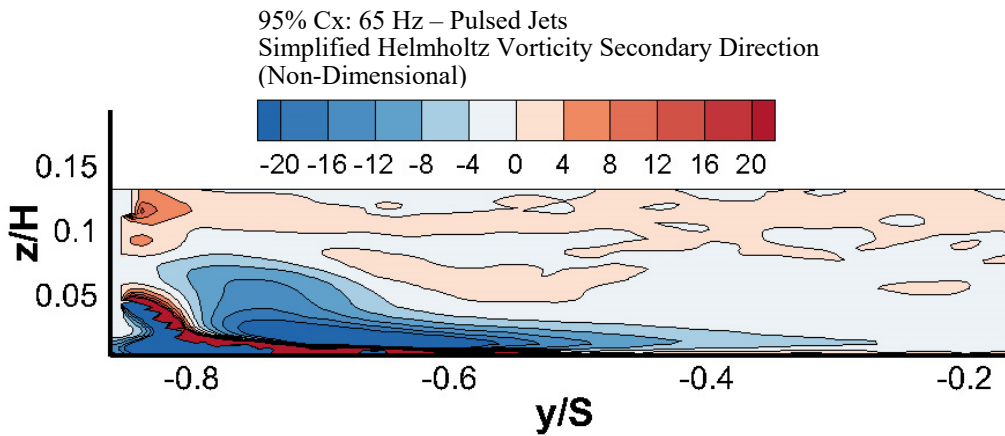 95% Cx: 65 Hz – Pulsed Jets
Simplified Helmholtz Vorticity Secondary Direction
(Non-Dimensional)
-20 -16 -12 -8 -4 0 4 8 12 16 20
0.15
0.1
0.05
z/H
-0.8 -0.6 -0.4 -0.2
y/S